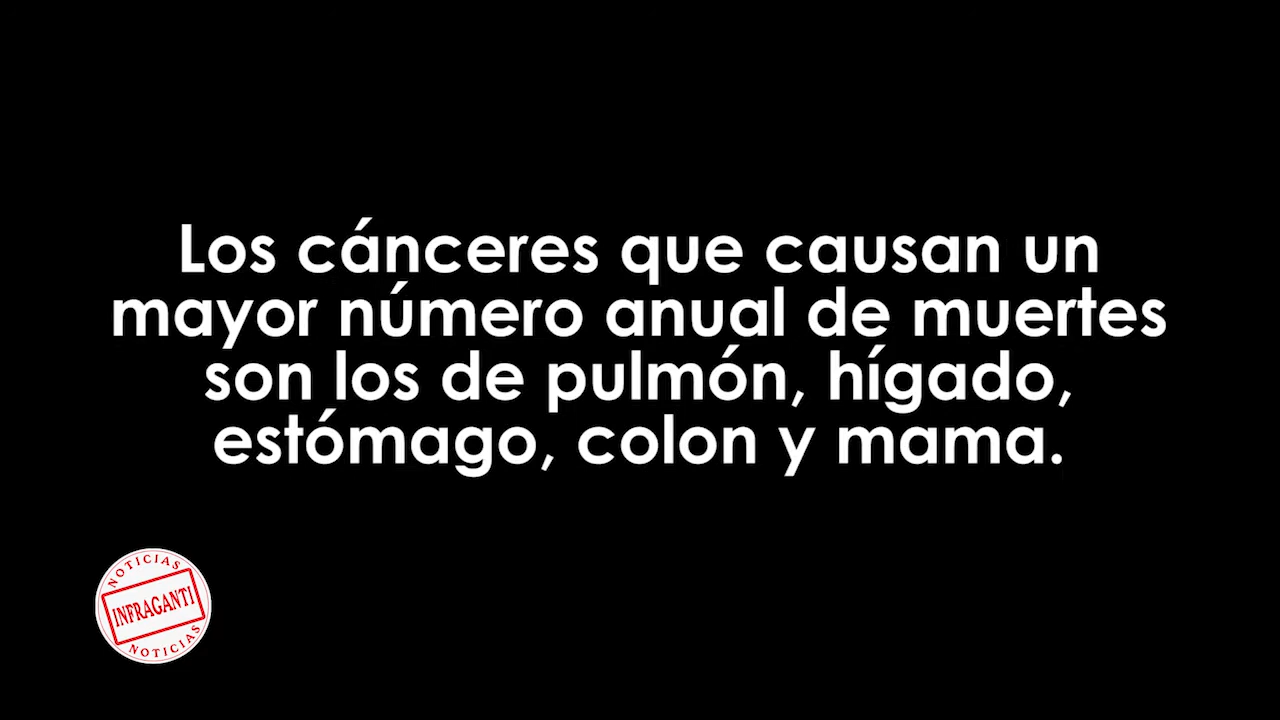 Los cánceres que causan un
mayor número anual de muertes
son los de pulmón, hígado,
estómago, colon y mama.
NOTICIAS
INFRAGANTI
NOTICIAS